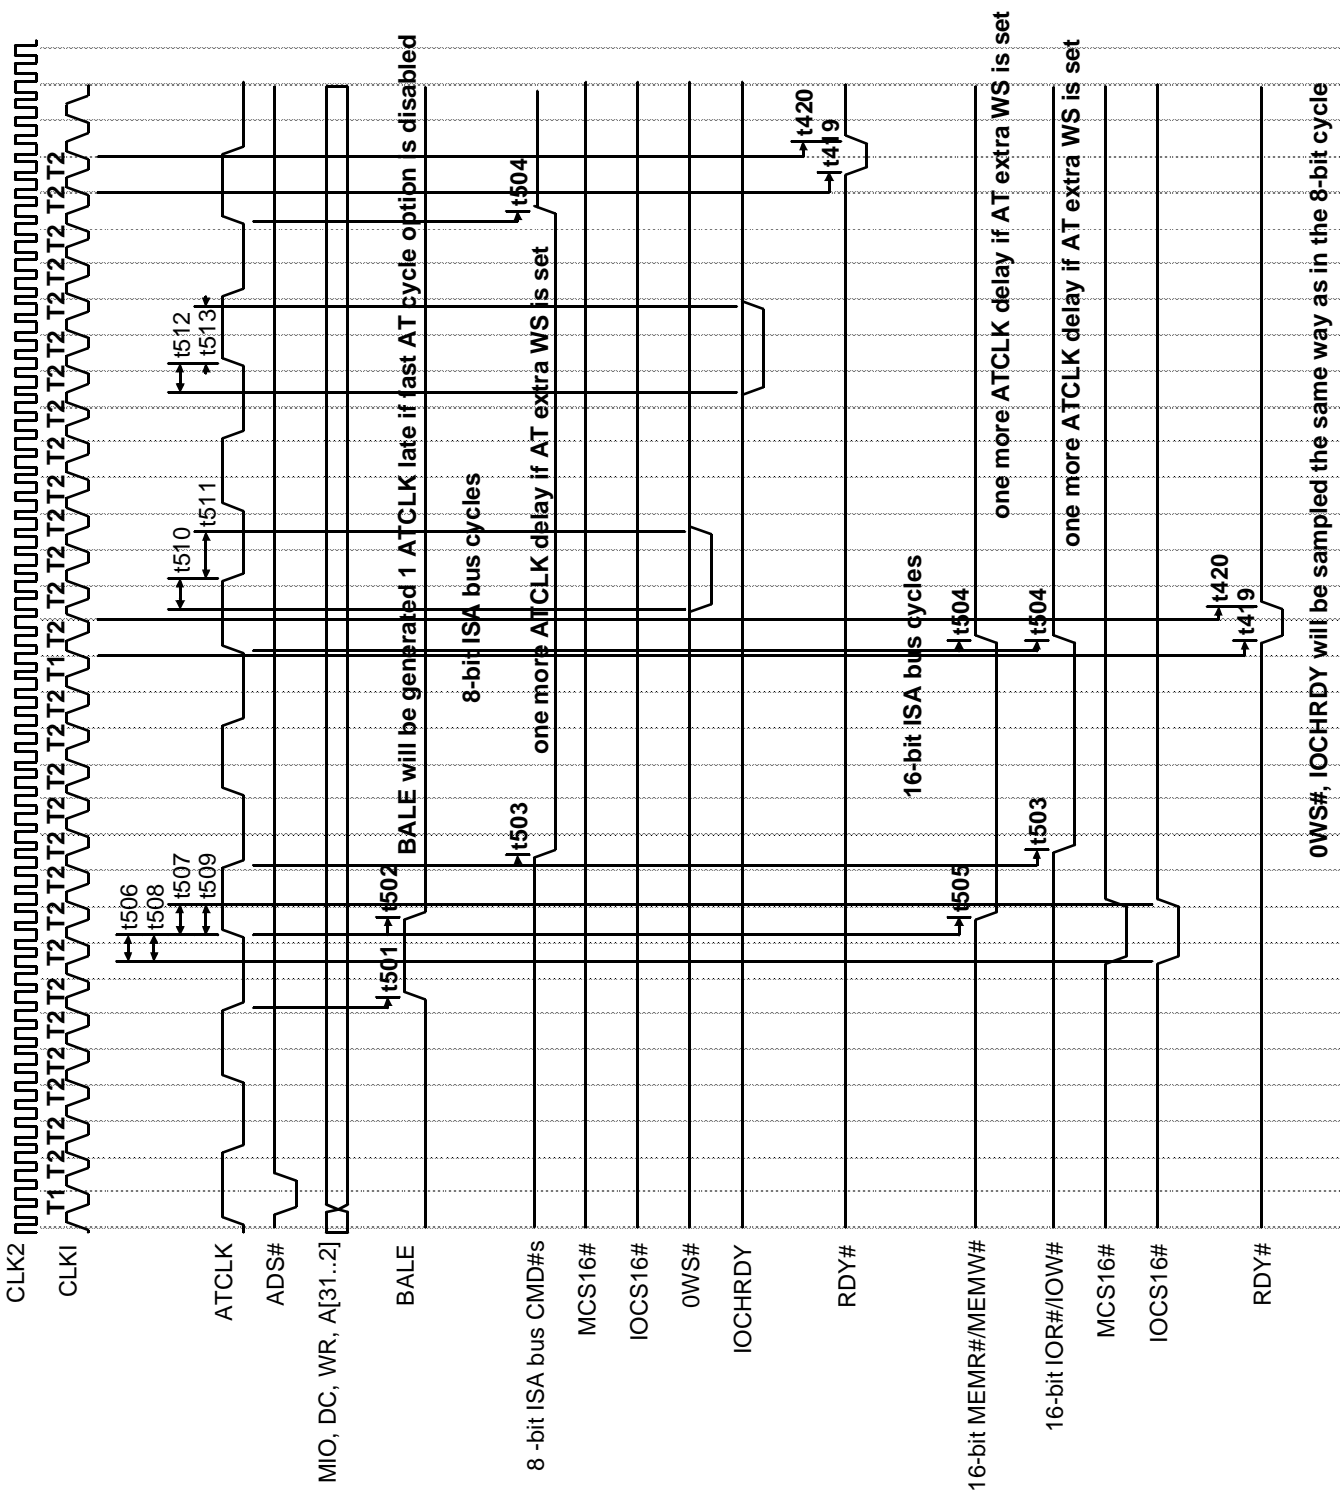 CLK2
CLKI T1 T2 T2 T2 T2 T2 T2 T2 T2 T2 T2 T2 T2 T2 T2 T1 T2 T2 T2 T2 T2 T2 T2 T2 T2 T2 T2 T2 T2 T2
t506
t508
t507 t510 t512
t509 t511 t513
ATCLK
ADS#
MIO, DC, WR, A[31..2]
t501 t502
BALE
BALE will be generated 1 ATCLK late if fast AT cycle option is disabled
8-bit ISA bus cycles
t503 t504
8 -bit ISA bus CMD#s
one more ATCLK delay if AT extra WS is set
MCS16#
IOCS16#
0WS#
IOCHRDY
t420
t419
RDY#
16-bit ISA bus cycles
t505 t504
16-bit MEMR#/MEMW#
one more ATCLK delay if AT extra WS is set
t503 t504
16-bit IOR#/IOW#
one more ATCLK delay if AT extra WS is set
MCS16#
IOCS16#
t420
t419
RDY#
0WS#, IOCHRDY will be sampled the same way as in the 8-bit cycle